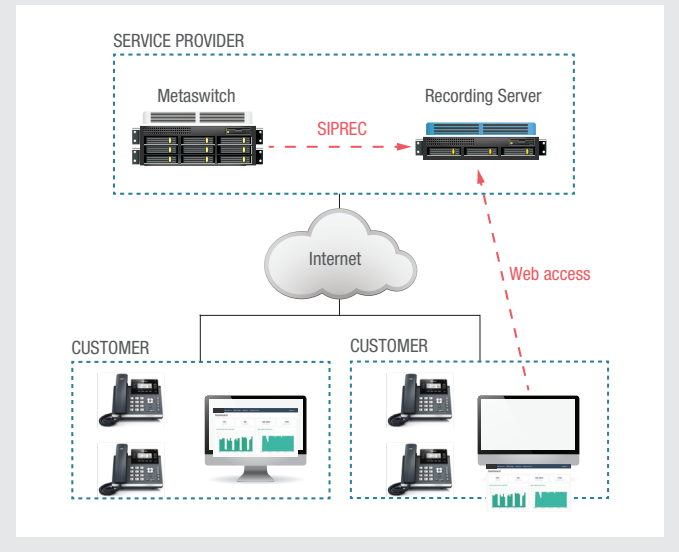 SERVICE PROVIDER
Metaswitch
Recording Server
SIPREC
Internet
Web access
CUSTOMER
CUSTOMER